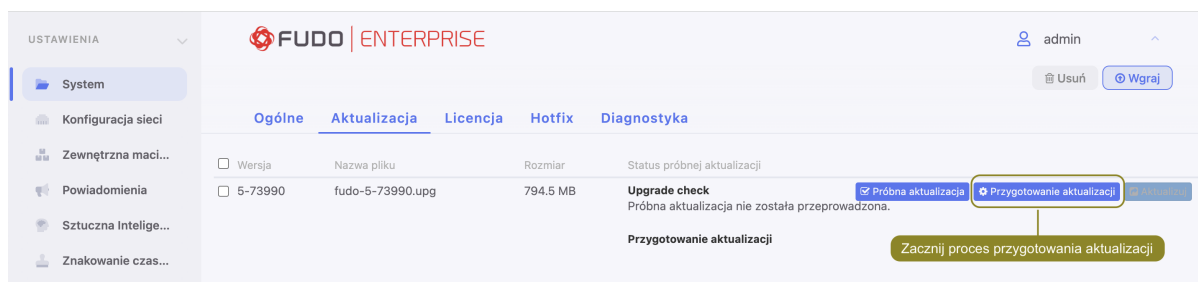 USTAWIENIA
FUDO ENTERPRISE
admin
Usuń
Wgraj
System
Konfiguracja sieci
Zewnętrzna maci...
Powiadomienia
Sztuczna Intelige...
Znakowanie czas...
Ogólne Aktualizacja Licencja Hotfix Diagnostyka
Wersja Nazwa pliku Rozmiar Status próbnej aktualizacji
5-73990 fudo-5-73990.upg 794.5 MB Upgrade check Próbna aktualizacja Przygotowanie aktualizacji Aktualizuj
Próbna aktualizacja nie została przeprowadzona.
Przygotowanie aktualizacji
Zacznij proces przygotowania aktualizacji